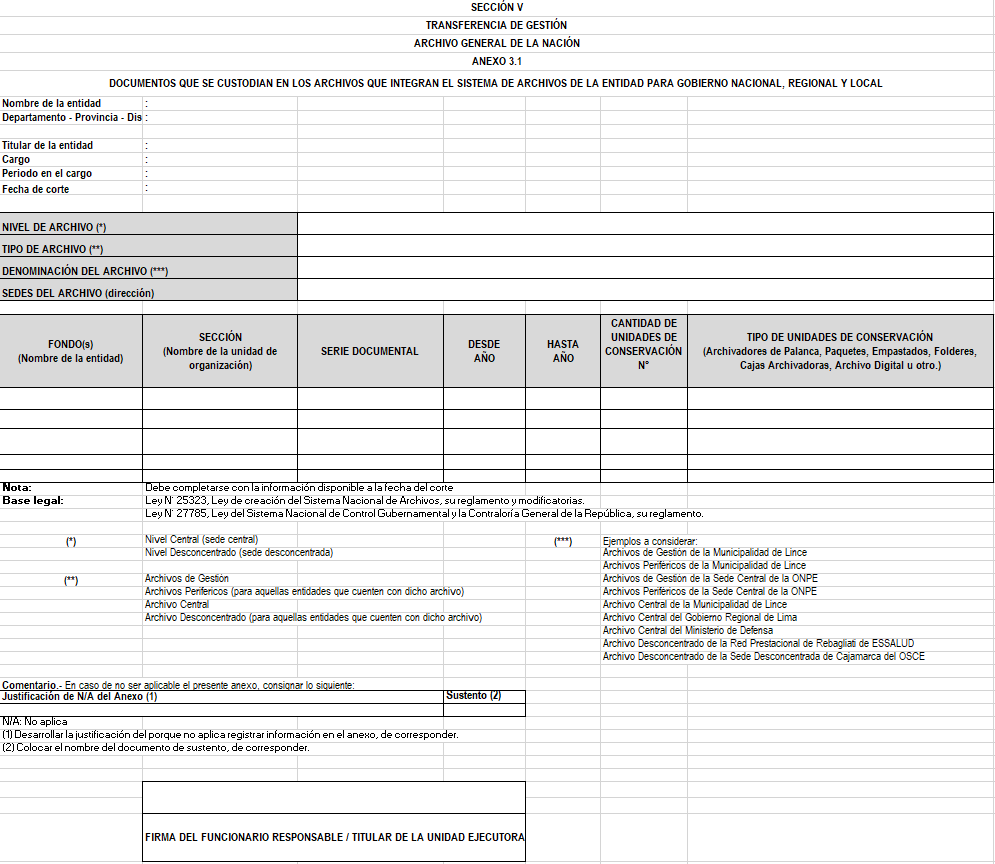 SECCIÓN V
TRANSFERENCIA DE GESTIÓN
ARCHIVO GENERAL DE LA NACIÓN
ANEXO 3.1
DOCUMENTOS QUE SE CUSTODIAN EN LOS ARCHIVOS QUE INTEGRAN EL SISTEMA DE ARCHIVOS DE LA ENTIDAD PARA GOBIERNO NACIONAL, REGIONAL Y LOCAL
Nombre de la entidad :
Departamento - Provincia - Dis :
Titular de la entidad :
Cargo :
Periodo en el cargo :
Fecha de corte :
NIVEL DE ARCHIVO (*)
TIPO DE ARCHIVO (**)
DENOMINACIÓN DEL ARCHIVO (***)
SEDES DEL ARCHIVO (dirección)
FONDO(s)
(Nombre de la entidad)
SECCIÓN
(Nombre de la unidad de
organización)
SERIE DOCUMENTAL
DESDE
AÑO
HASTA
AÑO
CANTIDAD DE
UNIDADES DE
CONSERVACIÓN
N°
TIPO DE UNIDADES DE CONSERVACIÓN
(Archivadores de Palanca, Paquetes, Empastados, Folderes,
Cajas Archivadoras, Archivo Digital u otro.)
Nota: Debe completarse con la información disponible a la fecha del corte
Base legal: Ley N° 25323, Ley de creación del Sistema Nacional de Archivos, su reglamento y modificatorias.
Ley N° 27785, Ley del Sistema Nacional de Control Gubernamental y la Contraloría General de la República, su reglamento.
(*) Nivel Central (sede central)
Nivel Desconcentrado (sede desconcentrada)
(**) Archivos de Gestión
Archivos Perifericos (para aquellas entidades que cuenten con dicho archivo)
Archivo Central
Archivo Desconcentrado (para aquellas entidades que cuenten con dicho archivo)
(***) Ejemplos a considerar:
Archivos de Gestión de la Municipalidad de Lince
Archivos Periféricos de la Municipalidad de Lince
Archivos de Gestión de la Sede Central de la ONPE
Archivos Periféricos de la Sede Central de la ONPE
Archivo Central de la Municipalidad de Lince
Archivo Central del Gobierno Regional de Lima
Archivo Central del Ministerio de Defensa
Archivo Desconcentrado de la Red Prestacional de Rebagliati de ESSALUD
Archivo Desconcentrado de la Sede Desconcentrada de Cajamarca del OSCE
Comentario.- En caso de no ser aplicable el presente anexo, consignar lo siguiente:
Justificación de N/A del Anexo (1) Sustento (2)
N/A: No aplica
(1) Desarrollar la justificación del porque no aplica registrar información en el anexo, de corresponder.
(2) Colocar el nombre del documento de sustento, de corresponder.
FIRMA DEL FUNCIONARIO RESPONSABLE / TITULAR DE LA UNIDAD EJECUTORA